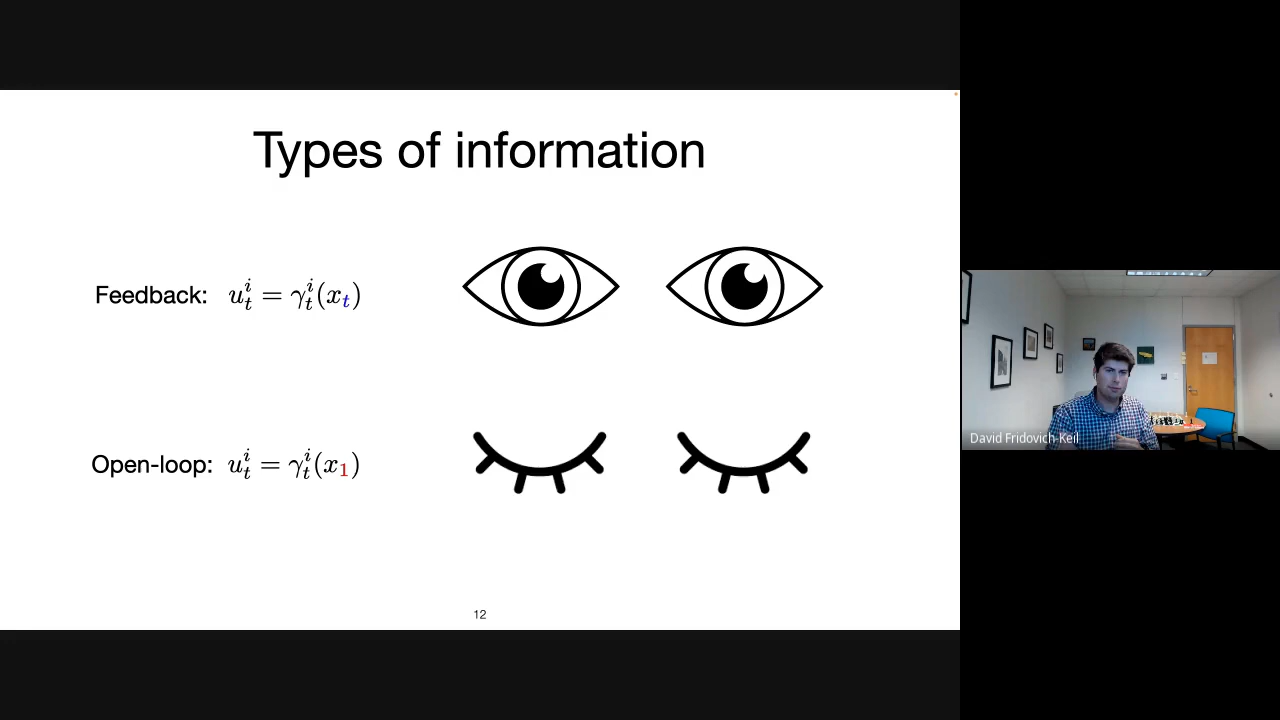 Types of information
Feedback: $u_t^i = \gamma_t^i(x_t)$
Open-loop: $u_t^i = \gamma_t^i(x_1)$
12
David Fridovich-Keil